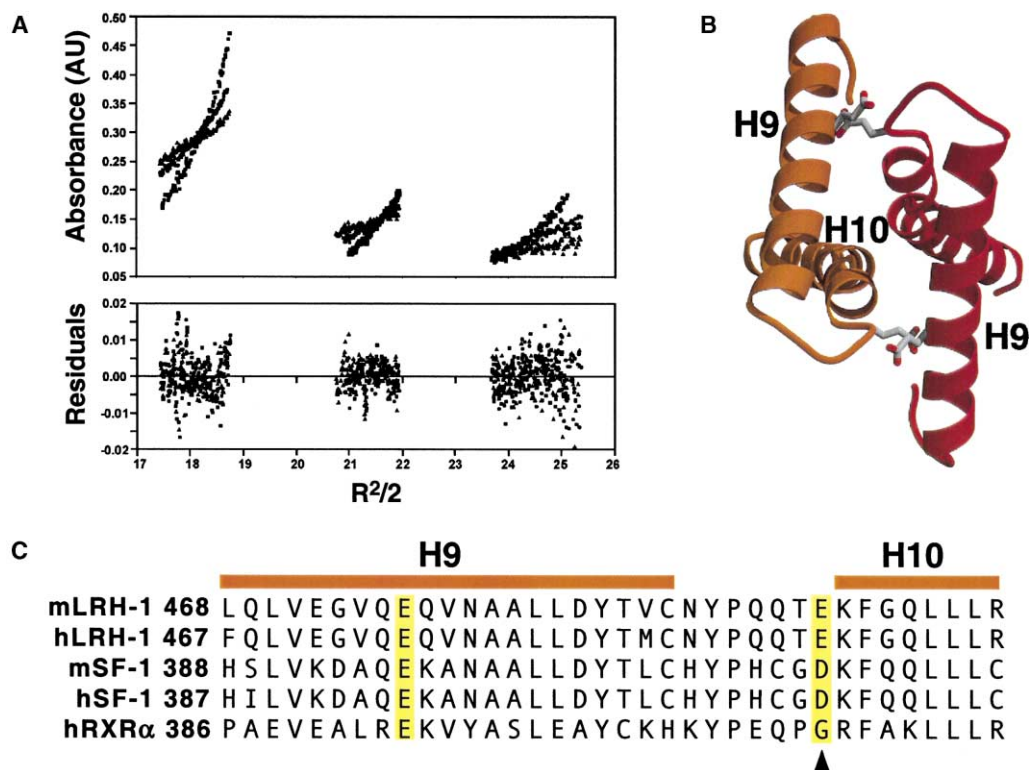 A
Absorbance (AU)
0.50
0.45
0.40
0.35
0.30
0.25
0.20
0.15
0.10
0.05
Residuals
0.02
0.01
0.00
-0.01
-0.02
17 18 19 20 21 22 23 24 25 26
R²/2
B
H9
H10
H9
C
H9 H10
mLRH-1 468 LQLVEGVQEQVNAALLDYTVCNYPQQTEKFGQLLLR
hLRH-1 467 FQLVEGVQEQVNAALLDYTMCNYPQQTEKFGQLLLR
mSF-1 388 HSLVKDAQEKANAALLDYTLCHYPHCGDKFQQLLLC
hSF-1 387 HILVKDAQEKANAALLDYTLCHYPHCGDKFQQLLLC
hRXRα 386 PAEVEALREKVYASLEAYCKHKYPEQPGRFAKLLLR